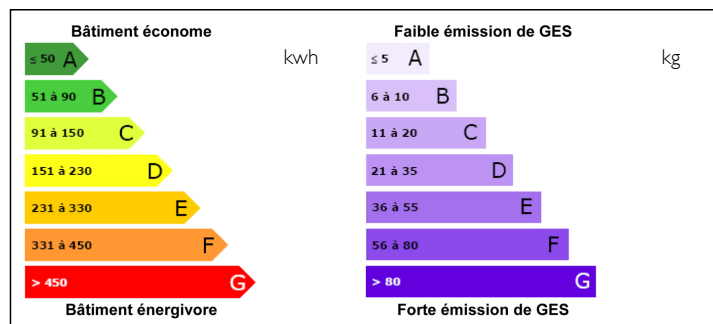 Bâtiment économe
≤ 50 A
kwh
51 à 90 B
91 à 150 C
151 à 230 D
231 à 330 E
331 à 450 F
> 450 G
Bâtiment énergivore
Faible émission de GES
≤ 5 A
kg
6 à 10 B
11 à 20 C
21 à 35 D
36 à 55 E
56 à 80 F
> 80 G
Forte émission de GES